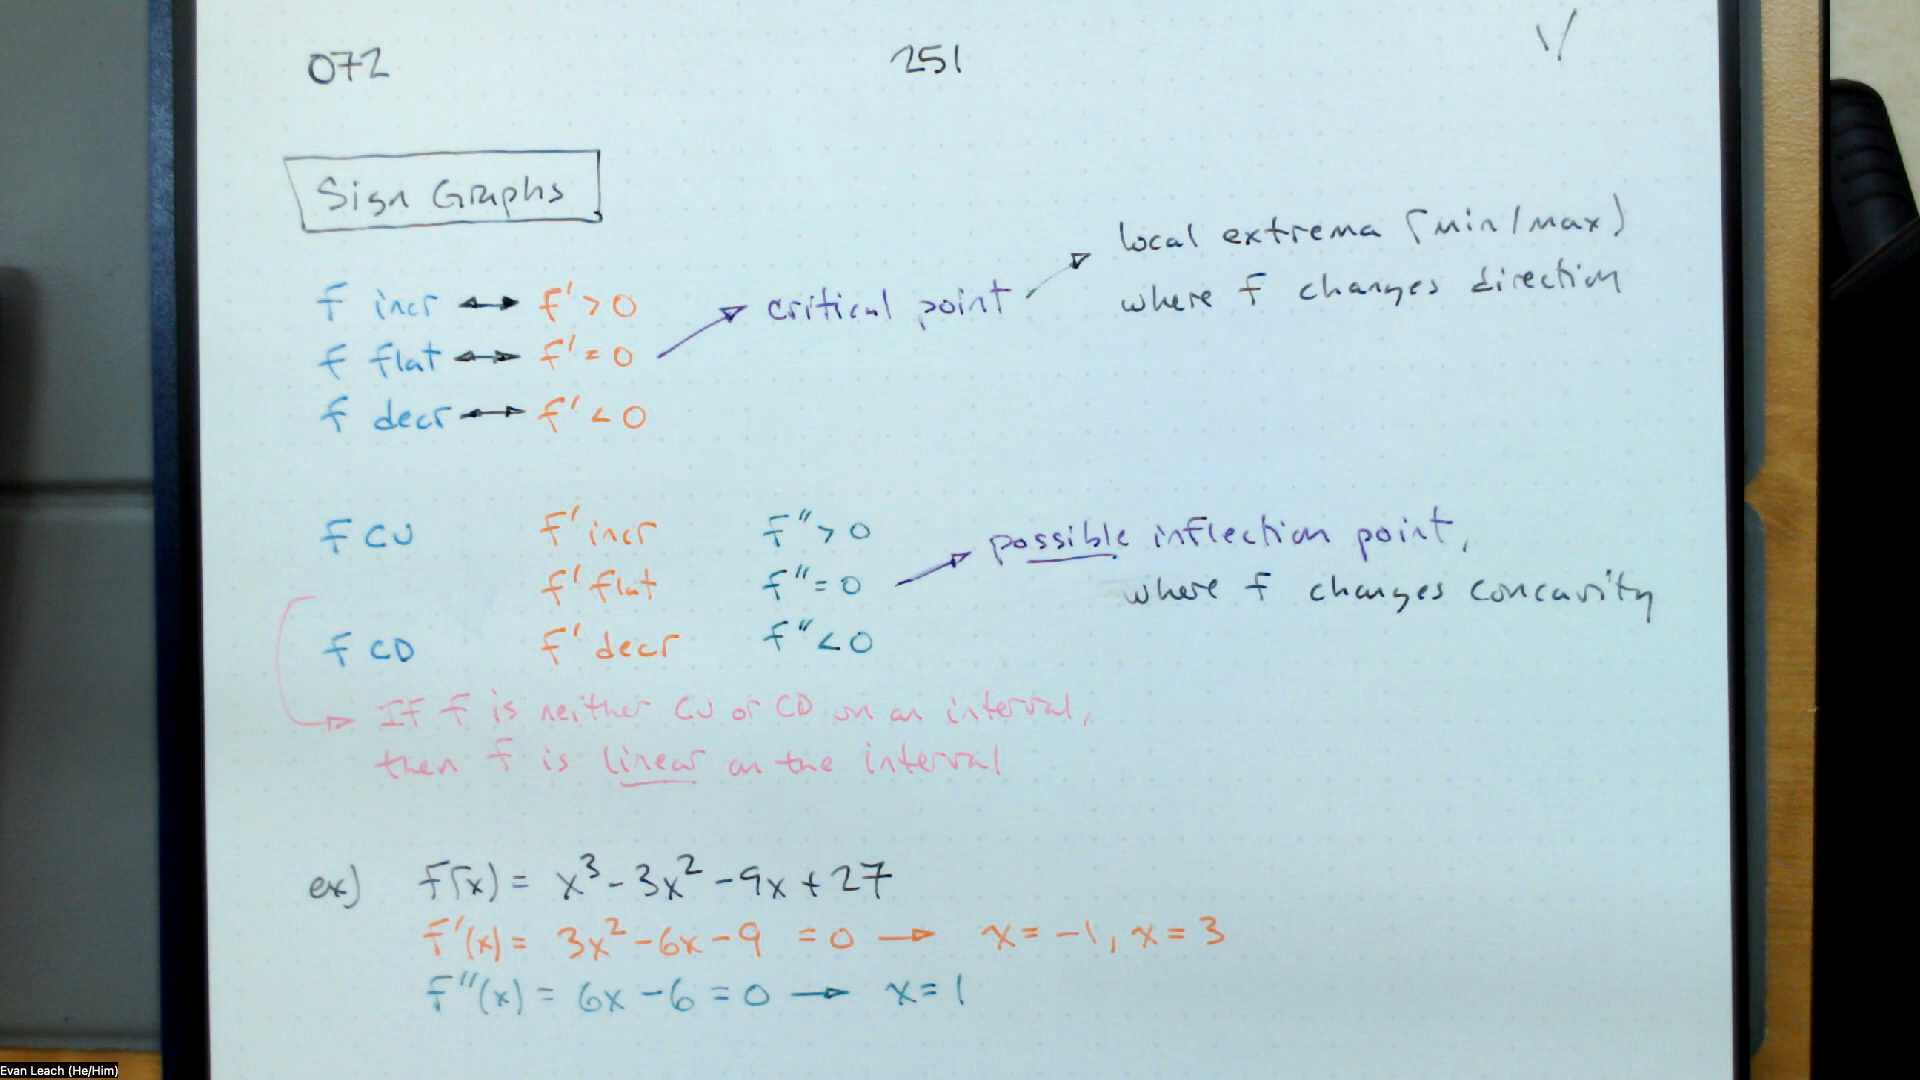 072 251 \/
Sign Graphs
f incr ↔ f' > 0
f flat ↔ f' = 0 → critical point → local extrema (min/max)
where f changes direction
f decr ↔ f' < 0
f CU f' incr f'' > 0
f' flat f'' = 0 → possible inflection point,
where f changes concavity
f CD f' decr f'' < 0
→ If f is neither CU or CD on an interval,
then f is linear on the interval
ex) f(x) = x³ - 3x² - 9x + 27
f'(x) = 3x² - 6x - 9 = 0 → x = -1, x = 3
f''(x) = 6x - 6 = 0 → x = 1
Evan Leach (He/Him)